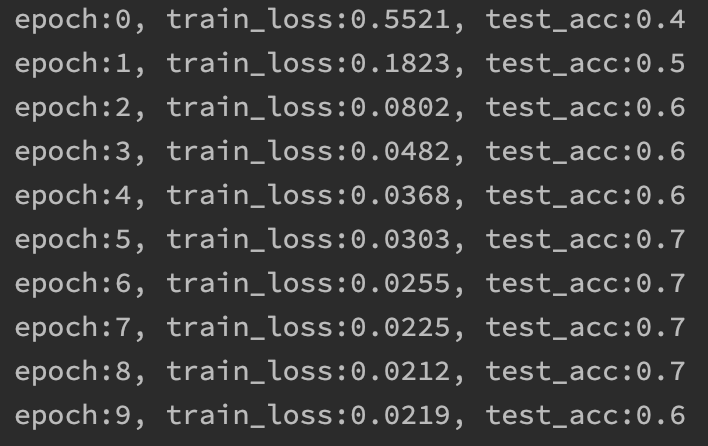 epoch:0, train_loss:0.5521, test_acc:0.4
epoch:1, train_loss:0.1823, test_acc:0.5
epoch:2, train_loss:0.0802, test_acc:0.6
epoch:3, train_loss:0.0482, test_acc:0.6
epoch:4, train_loss:0.0368, test_acc:0.6
epoch:5, train_loss:0.0303, test_acc:0.7
epoch:6, train_loss:0.0255, test_acc:0.7
epoch:7, train_loss:0.0225, test_acc:0.7
epoch:8, train_loss:0.0212, test_acc:0.7
epoch:9, train_loss:0.0219, test_acc:0.6